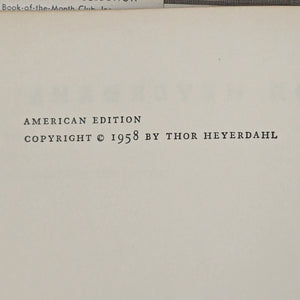 Book-of-the-Month Club, Inc.
AMERICAN EDITION
COPYRIGHT © 1958 BY THOR HEYERDAHL